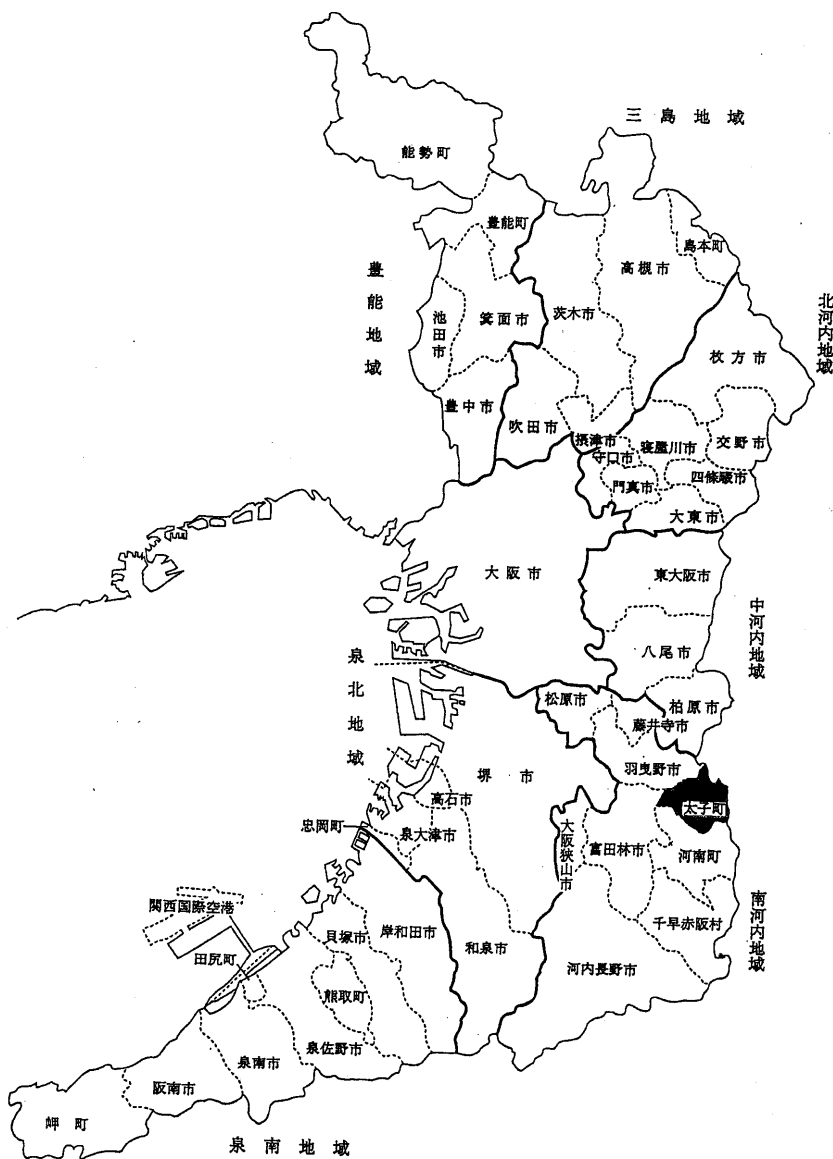 三島地域
能勢町
豊能町
島本町
高槻市
豊能地域
茨木市
箕面市
池田市
北河内地域
枚方市
豊中市
吹田市
摂津市
寝屋川市
交野市
守口市
四條畷市
門真市
大東市
大阪市
東大阪市
中河内地域
八尾市
泉北地域
松原市
柏原市
藤井寺市
堺市
羽曳野市
高石市
太子町
忠岡町
泉大津市
大阪狭山市
富田林市
河南町
関西国際空港
貝塚市
岸和田市
千早赤阪村
南河内地域
和泉市
田尻町
河内長野市
熊取町
泉佐野市
泉南市
阪南市
岬町
泉南地域